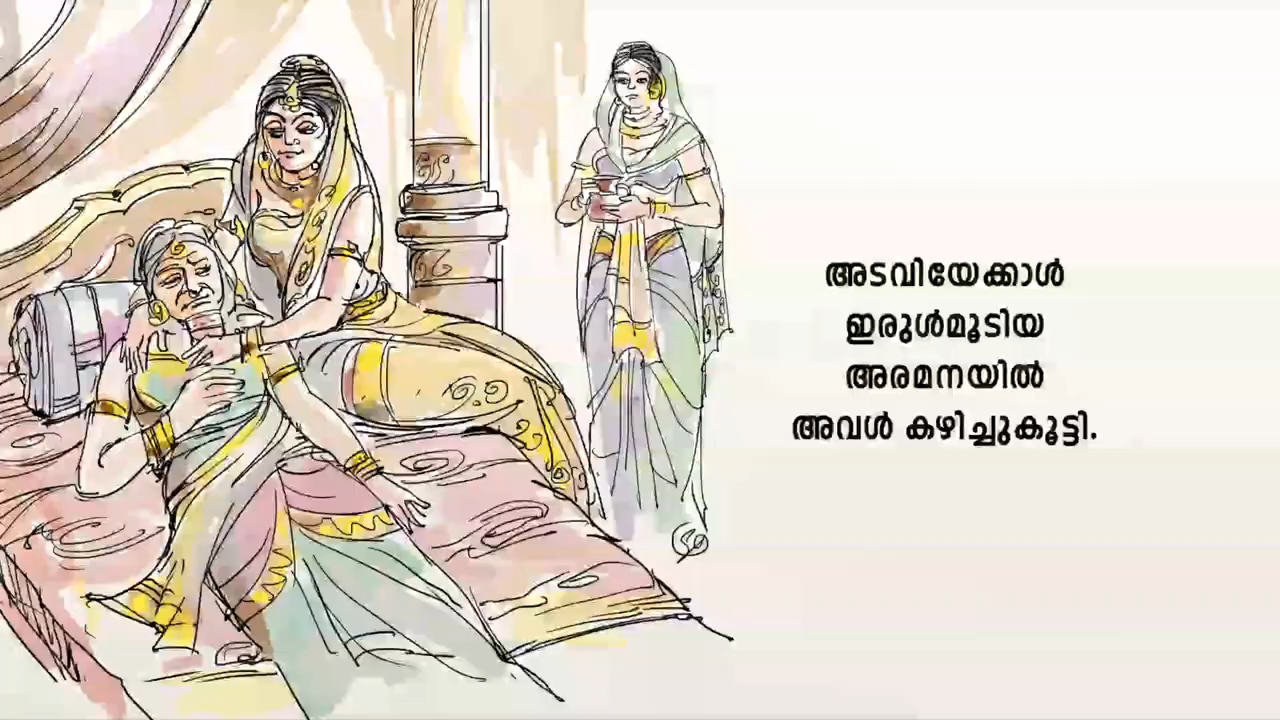 അടവിയേക്കാൾ
ഇരുൾമൂടിയ
അരമനയിൽ
അവൾ കഴിച്ചുകൂട്ടി.